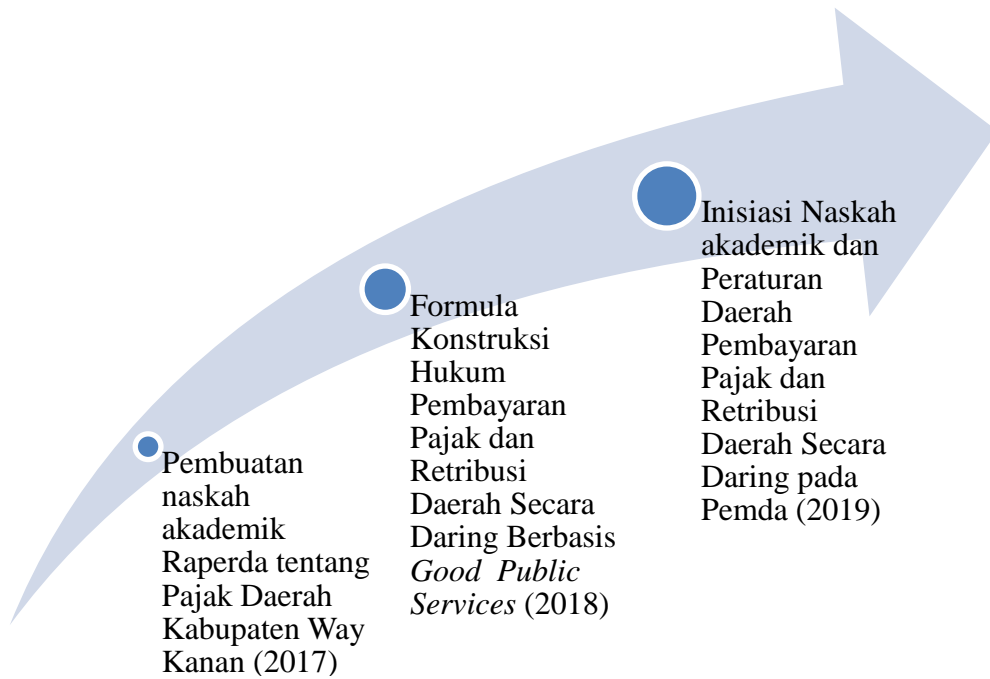 Pembuatan
naskah
akademik
Raperda tentang
Pajak Daerah
Kabupaten Way
Kanan (2017)
Formula
Konstruksi
Hukum
Pembayaran
Pajak dan
Retribusi
Daerah Secara
Daring Berbasis
Good Public
Services (2018)
Inisiasi Naskah
akademik dan
Peraturan
Daerah
Pembayaran
Pajak dan
Retribusi
Daerah Secara
Daring pada
Pemda (2019)